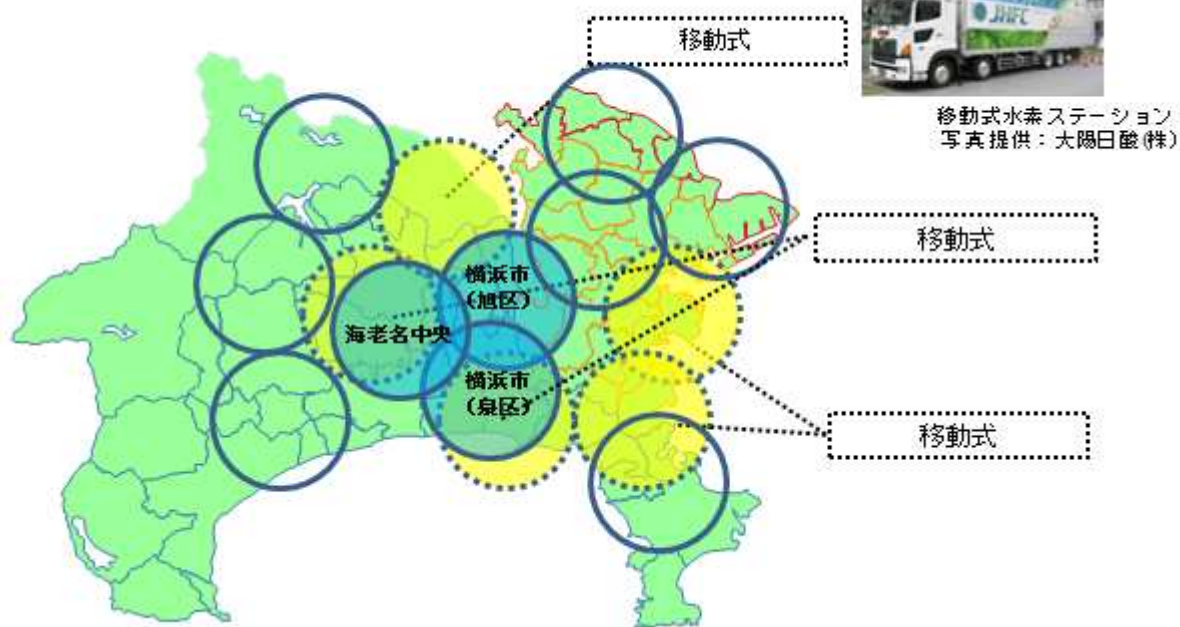 移動式
JHFC
移動式水素ステーション
写真提供：大陽日酸(株)
移動式
横浜市
(旭区)
海老名中央
横浜市
(泉区)
移動式